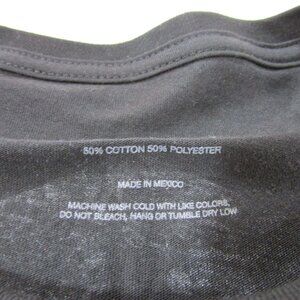 50% COTTON 50% POLYESTER
MADE IN MEXICO
MACHINE WASH COLD WITH LIKE COLORS,
DO NOT BLEACH, HANG OR TUMBLE DRY LOW